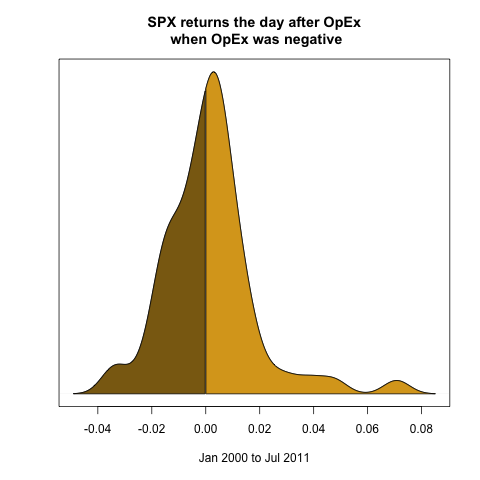 SPX returns the day after OpEx
when OpEx was negative
-0.04 -0.02 0.00 0.02 0.04 0.06 0.08
Jan 2000 to Jul 2011